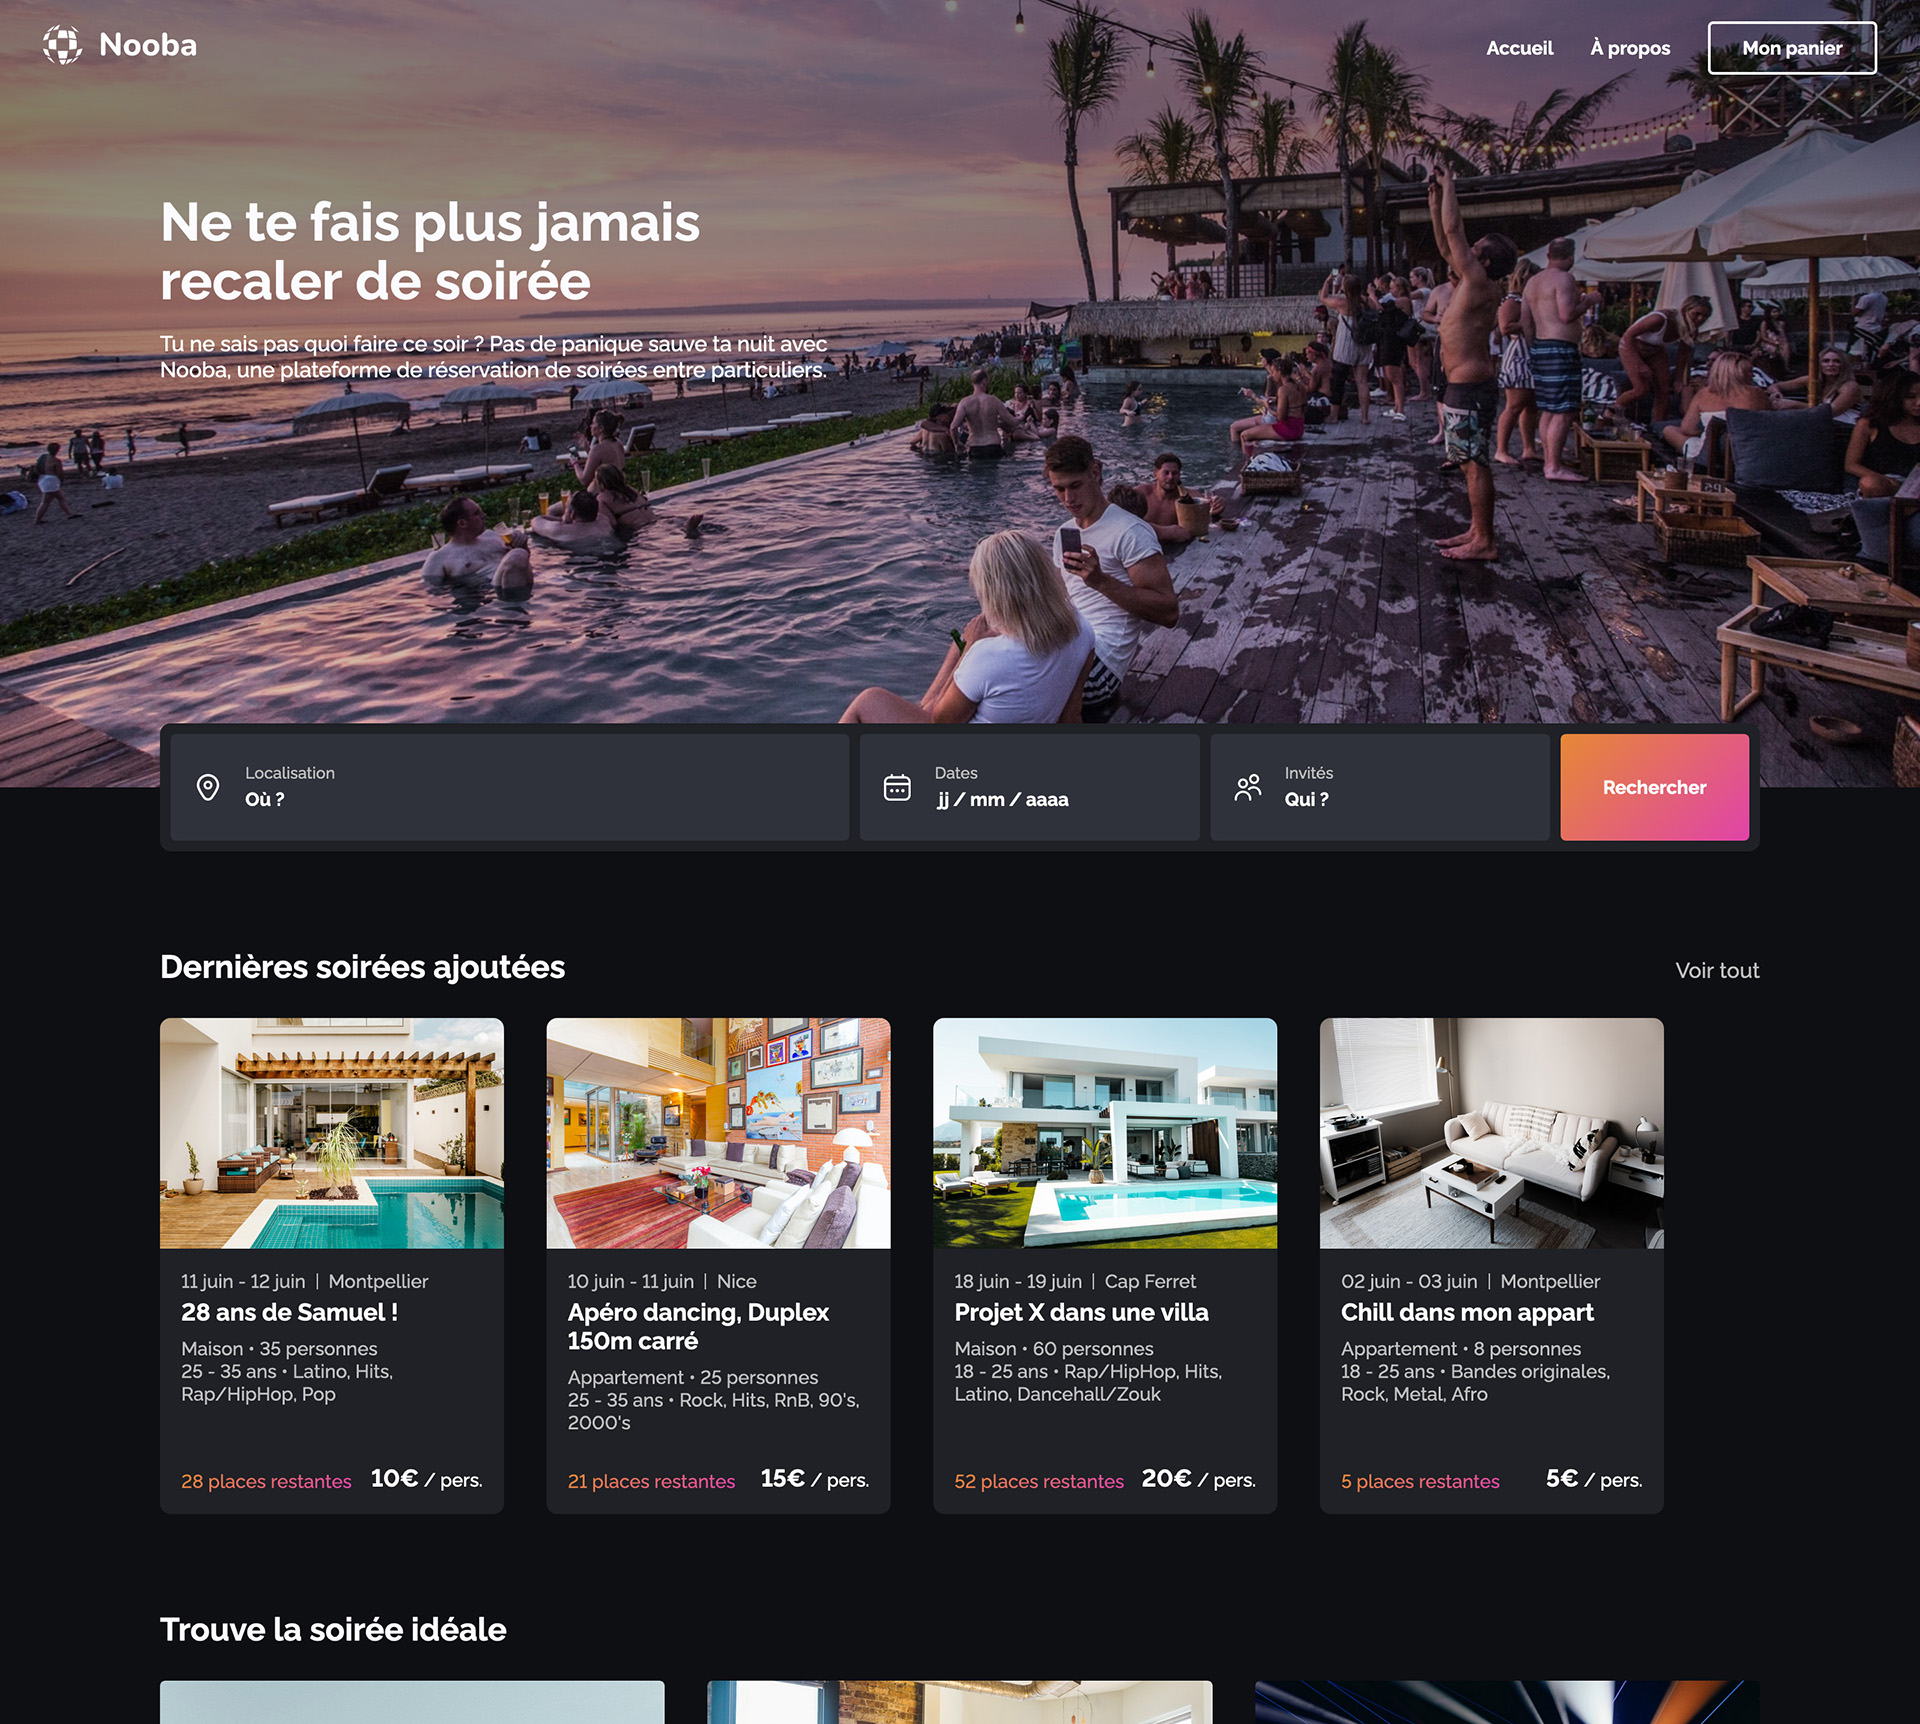 Nooba
Accueil
À propos
Mon panier
Ne te fais plus jamais
recaler de soirée
Tu ne sais pas quoi faire ce soir ? Pas de panique sauve ta nuit avec
Nooba, une plateforme de réservation de soirées entre particuliers.
Localisation
Où ?
Dates
jj / mm / aaaa
Invités
Qui ?
Rechercher
Dernières soirées ajoutées
Voir tout
11 juin - 12 juin | Montpellier
28 ans de Samuel !
Maison • 35 personnes
25 - 35 ans • Latino, Hits,
Rap/HipHop, Pop
28 places restantes
10€ / pers.
10 juin - 11 juin | Nice
Apéro dancing, Duplex
150m carré
Appartement • 25 personnes
25 - 35 ans • Rock, Hits, RnB, 90's,
2000's
21 places restantes
15€ / pers.
18 juin - 19 juin | Cap Ferret
Projet X dans une villa
Maison • 60 personnes
18 - 25 ans • Rap/HipHop, Hits,
Latino, Dancehall/Zouk
52 places restantes
20€ / pers.
02 juin - 03 juin | Montpellier
Chill dans mon appart
Appartement • 8 personnes
18 - 25 ans • Bandes originales,
Rock, Metal, Afro
5 places restantes
5€ / pers.
Trouve la soirée idéale